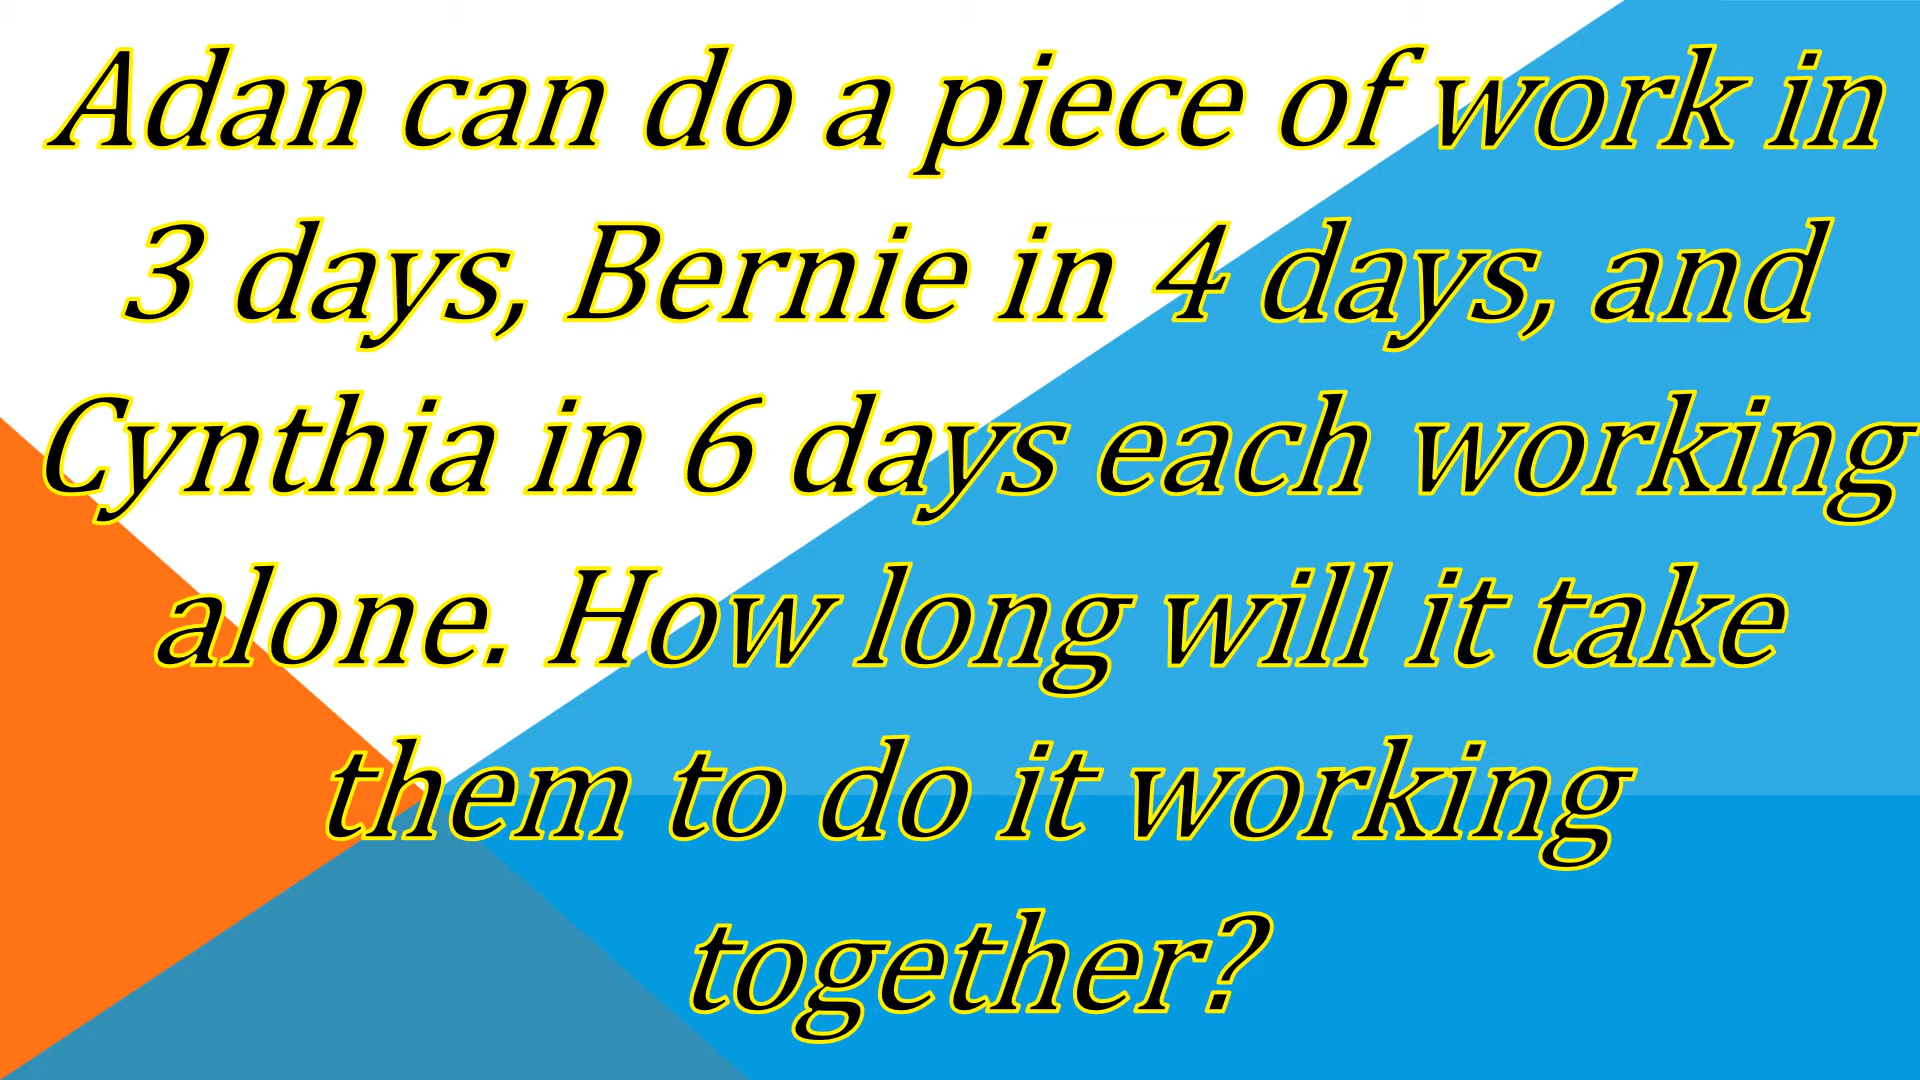 Adan can do a piece of work in
3 days, Bernie in 4 days, and
Cynthia in 6 days each working
alone. How long will it take
them to do it working
together?